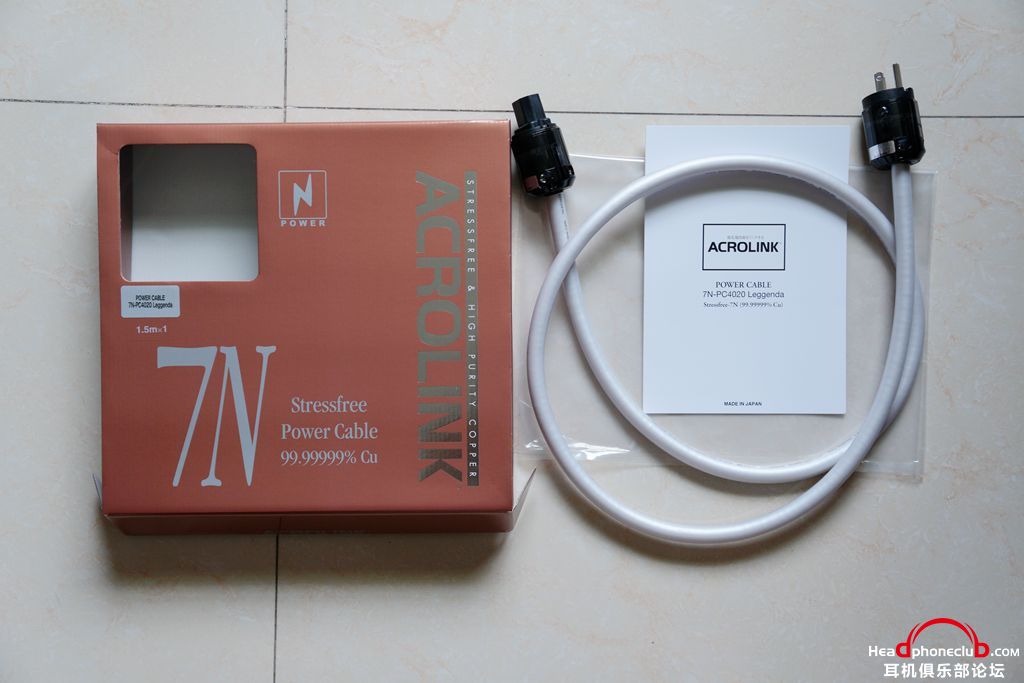 N
POWER
STRESSFREE & HIGH PURITY COPPER
ACROLINK
POWER CABLE
7N-PC4020 Leggenda
1.5m×1
7N
Stressfree
Power Cable
99.99999% Cu
ACROLINK
POWER CABLE
7N-PC4020 Leggenda
Stressfree-7N (99.99999% Cu)
MADE IN JAPAN
HeadphoneclubD.com
耳机俱乐部论坛